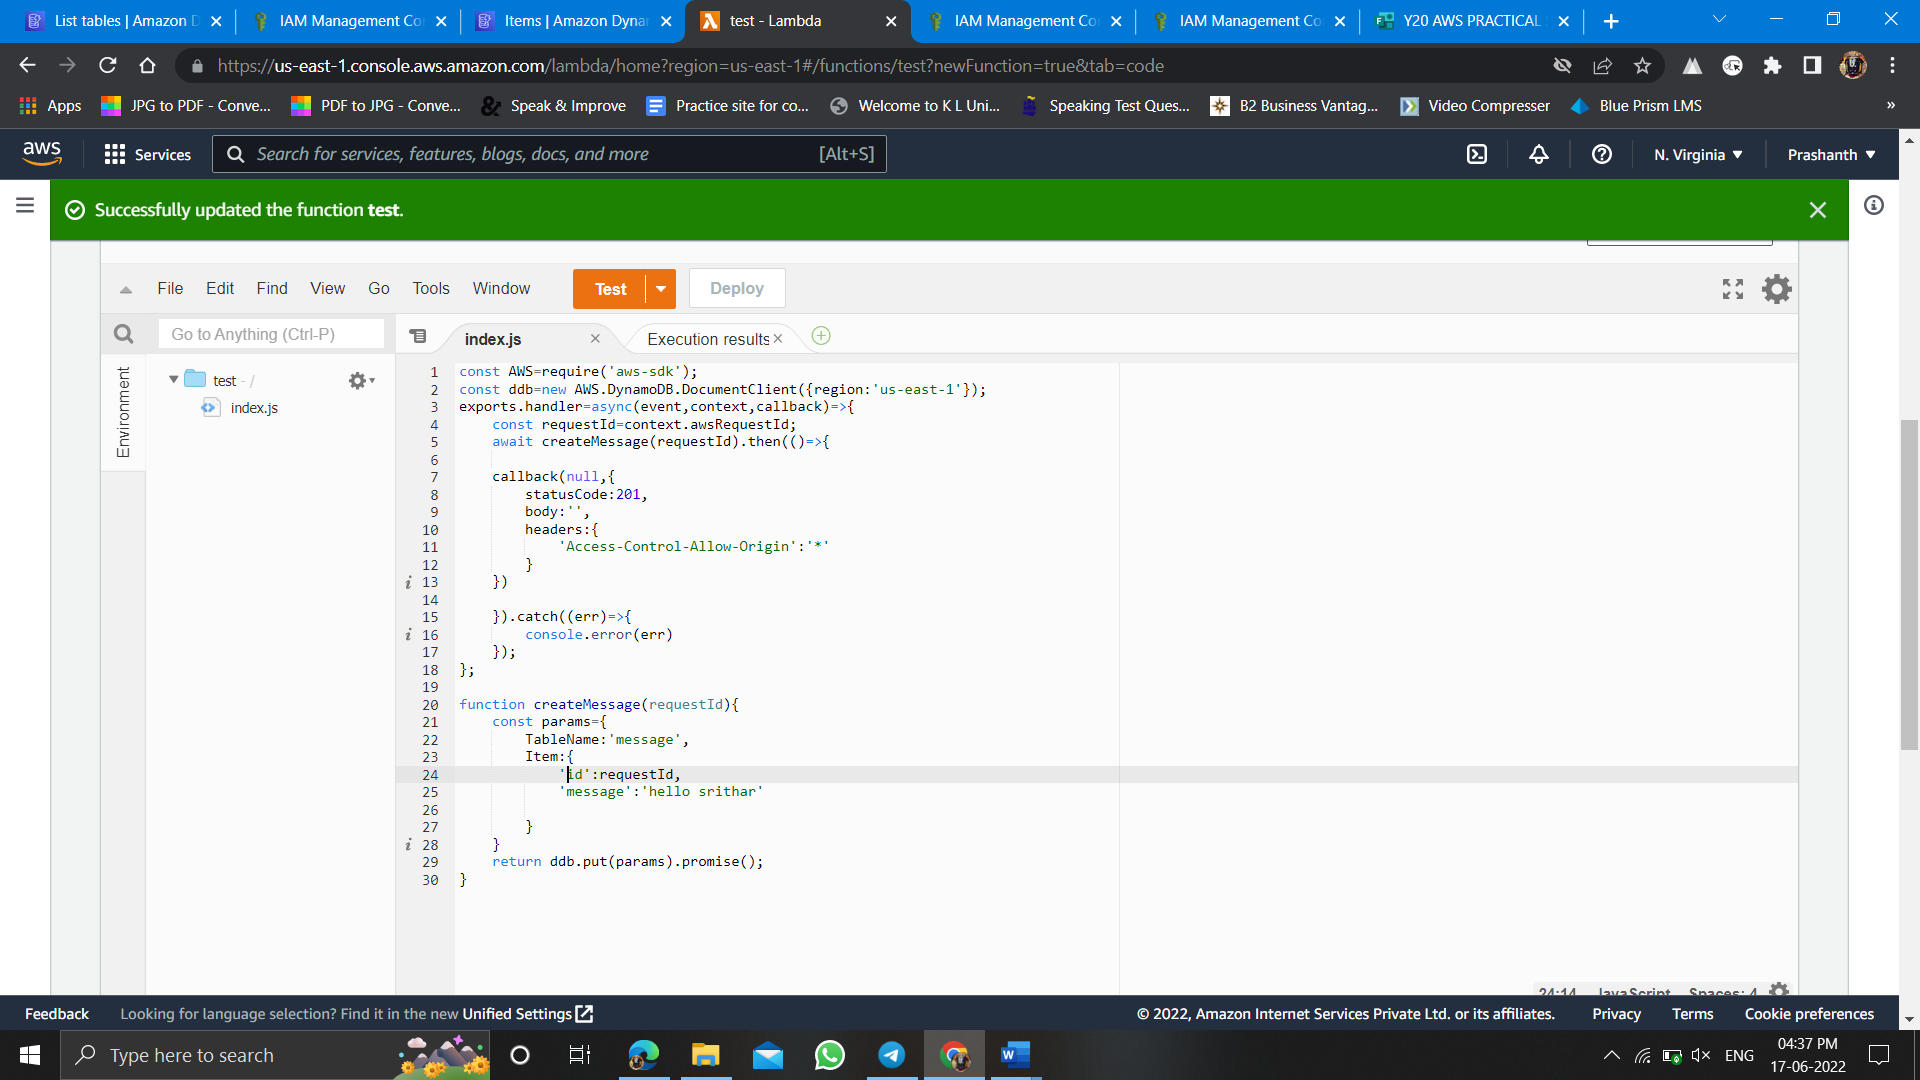 List tables | Amazon D
IAM Management Co
Items | Amazon Dyna
test - Lambda
IAM Management Co
IAM Management Co
Y20 AWS PRACTICAL
https://us-east-1.console.aws.amazon.com/lambda/home?region=us-east-1#/functions/test?newFunction=true&tab=code
Apps
JPG to PDF - Conve...
PDF to JPG - Conve...
Speak & Improve
Practice site for co...
Welcome to K L Uni...
Speaking Test Ques...
B2 Business Vantag...
Video Compresser
Blue Prism LMS
»
aws
Services
Search for services, features, blogs, docs, and more
[Alt+S]
N. Virginia
Prashanth
Successfully updated the function test.
File
Edit
Find
View
Go
Tools
Window
Test
Deploy
Go to Anything (Ctrl-P)
index.js
Execution results
Environment
test - /
index.js
1 const AWS=require('aws-sdk');
2 const ddb=new AWS.DynamoDB.DocumentClient({region:'us-east-1'});
3 exports.handler=async(event,context,callback)=>{
4 const requestId=context.awsRequestId;
5 await createMessage(requestId).then(()=>{
6
7 callback(null,{
8 statusCode:201,
9 body:'',
10 headers:{
11 'Access-Control-Allow-Origin':'*'
12 }
i 13 })
14
15 }).catch((err)=>{
i 16 console.error(err)
17 });
18 };
19
20 function createMessage(requestId){
21 const params={
22 TableName:'message',
23 Item:{
24 'id':requestId,
25 'message':'hello srithar'
26
27 }
i 28 }
29 return ddb.put(params).promise();
30 }
24:14 JavaScript Spaces: 4
Feedback
Looking for language selection? Find it in the new Unified Settings
© 2022, Amazon Internet Services Private Ltd. or its affiliates.
Privacy
Terms
Cookie preferences
Type here to search
ENG
04:37 PM
17-06-2022